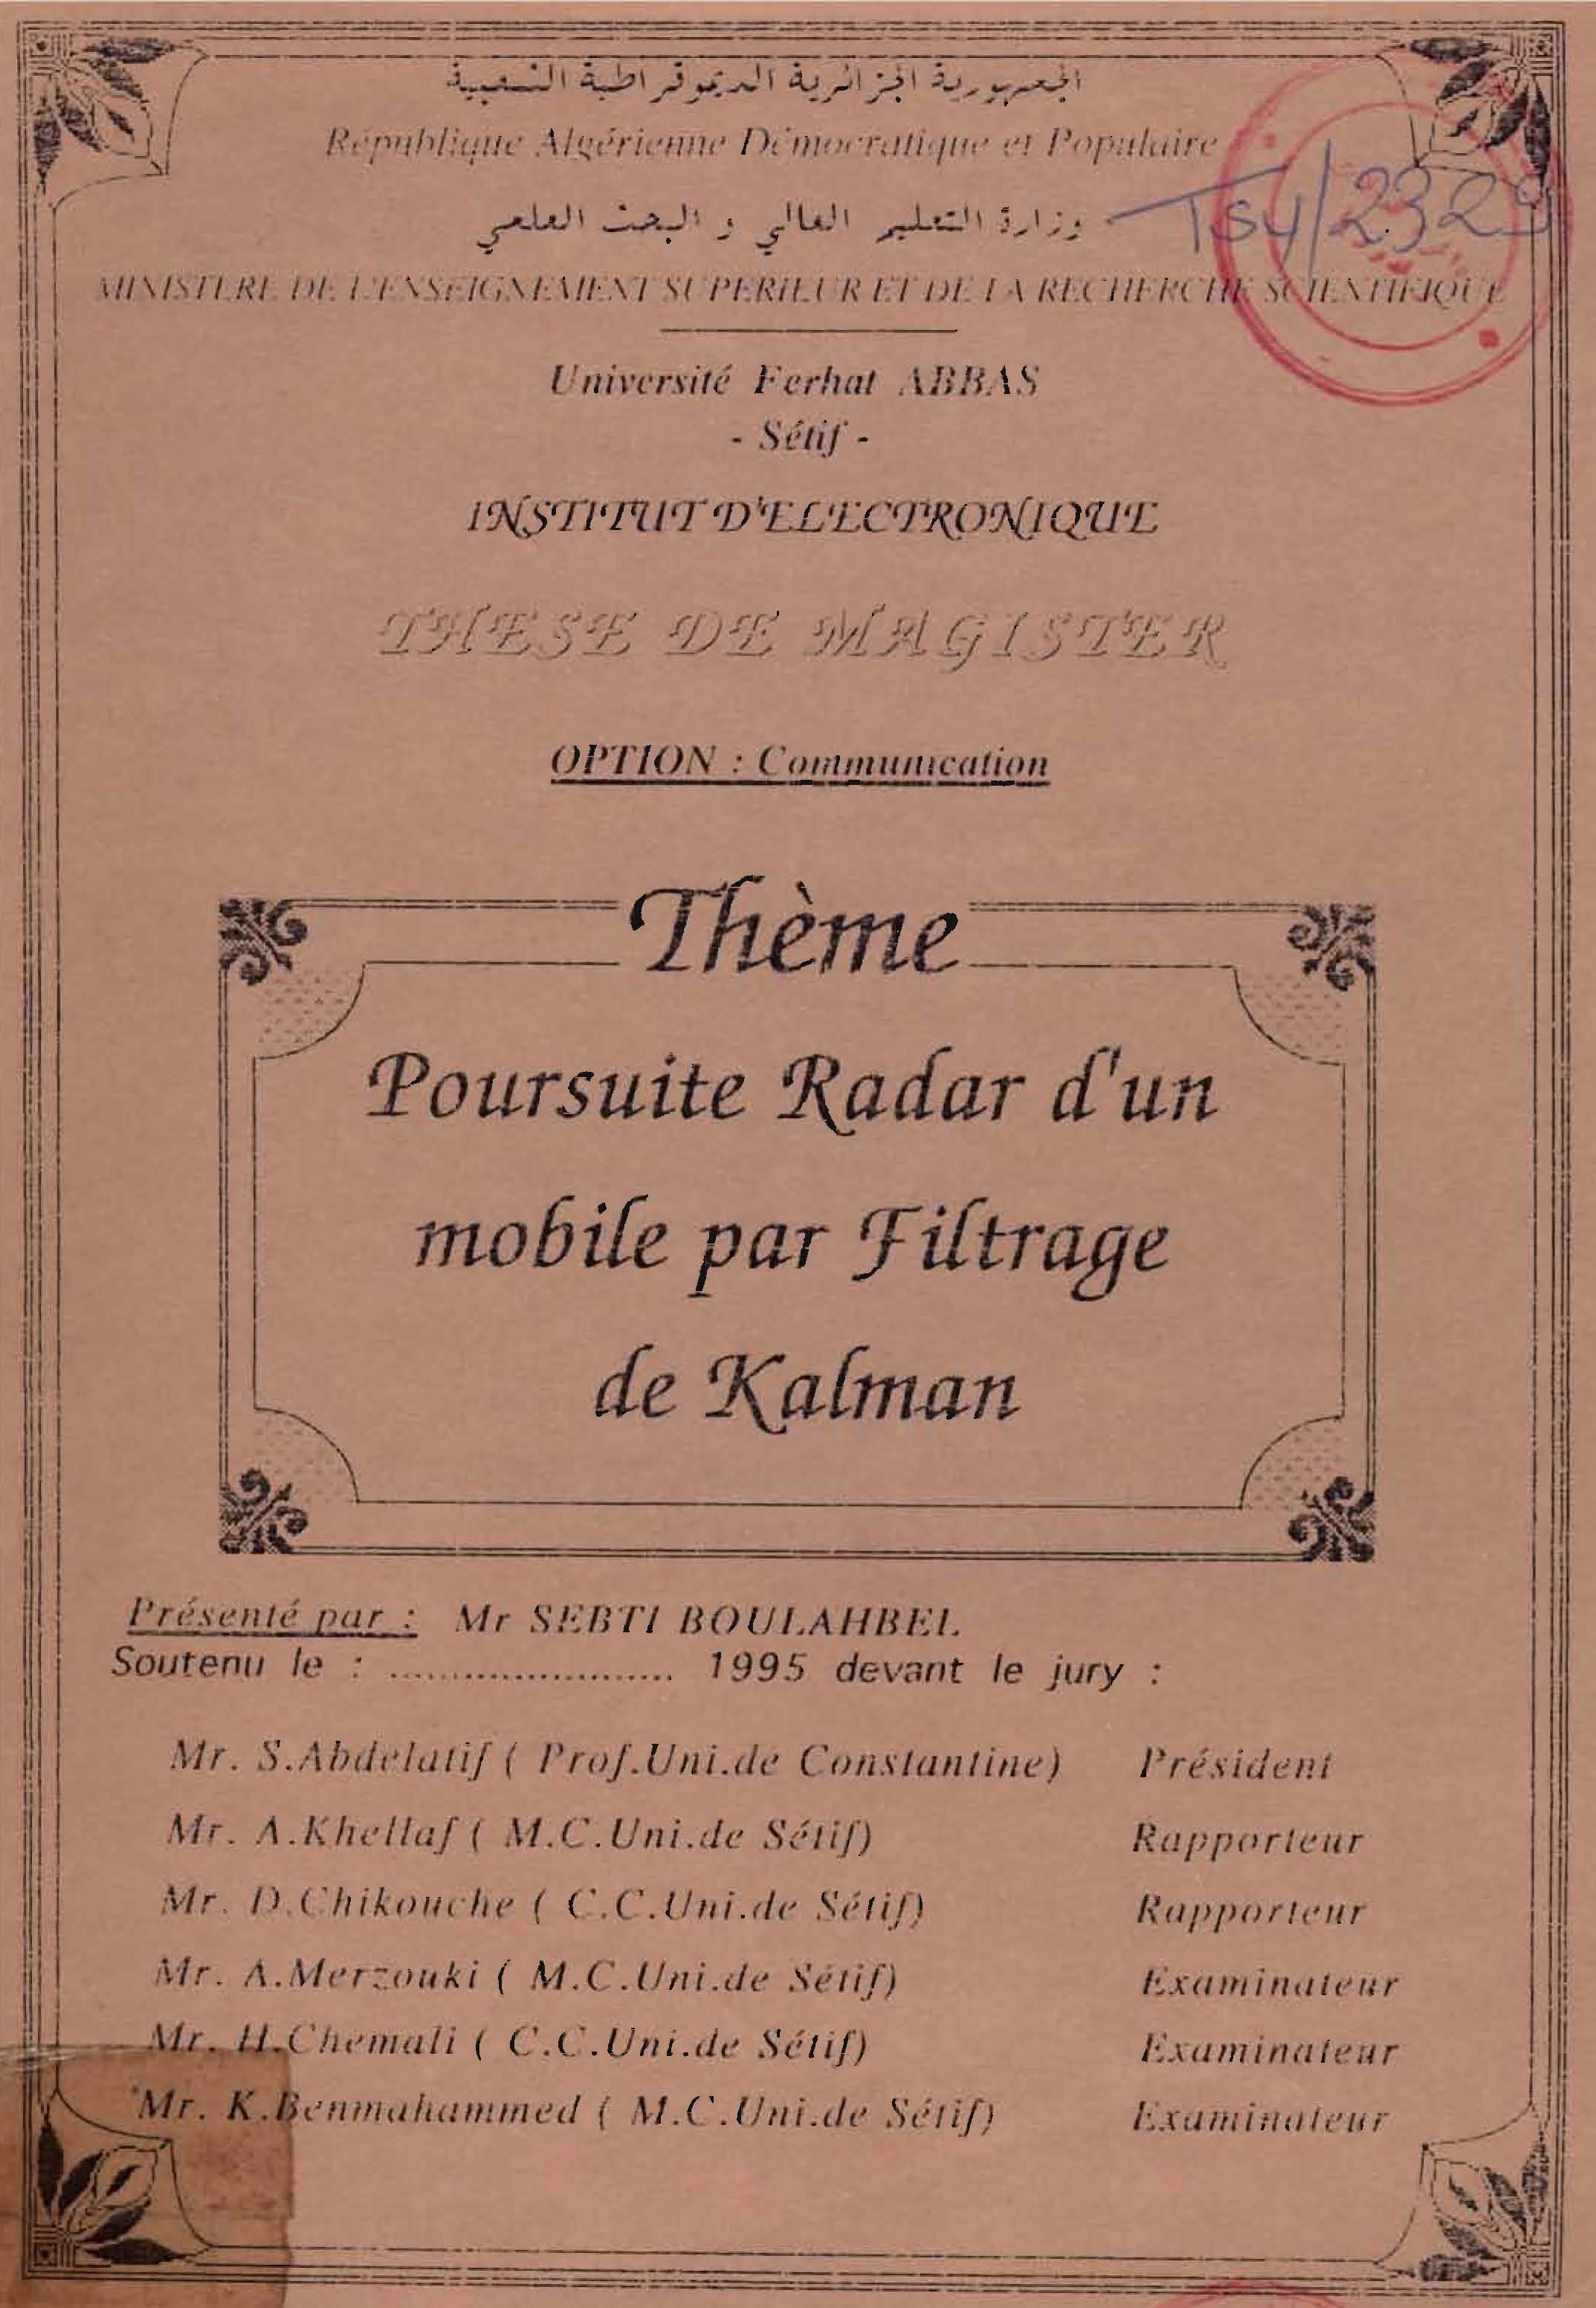 الجمهورية الجزائرية الديموقراطية الشعبية
République Algérienne Démocratique et Populaire
وزارة التعليم العالي و البحث العلمي
TS4/2329
MINISTERE DE L'ENSEIGNEMENT SUPERIEUR ET DE LA RECHERCHE SCIENTIFIQUE
Université Ferhat ABBAS
- Sétif -
INSTITUT D'ELECTRONIQUE
THESE DE MAGISTER
OPTION : Communication
Thème
Poursuite Radar d'un
mobile par Filtrage
de Kalman
Présenté par : Mr SEBTI BOULAHBEL
Soutenu le : ....................... 1995 devant le jury :
Mr. S.Abdelatif ( Prof.Uni.de Constantine) Président
Mr. A.Khellaf ( M.C.Uni.de Sétif) Rapporteur
Mr. D.Chikouche ( C.C.Uni.de Sétif) Rapporteur
Mr. A.Merzouki ( M.C.Uni.de Sétif) Examinateur
Mr. H.Chemali ( C.C.Uni.de Sétif) Examinateur
Mr. K.Benmahammed ( M.C.Uni.de Sétif) Examinateur